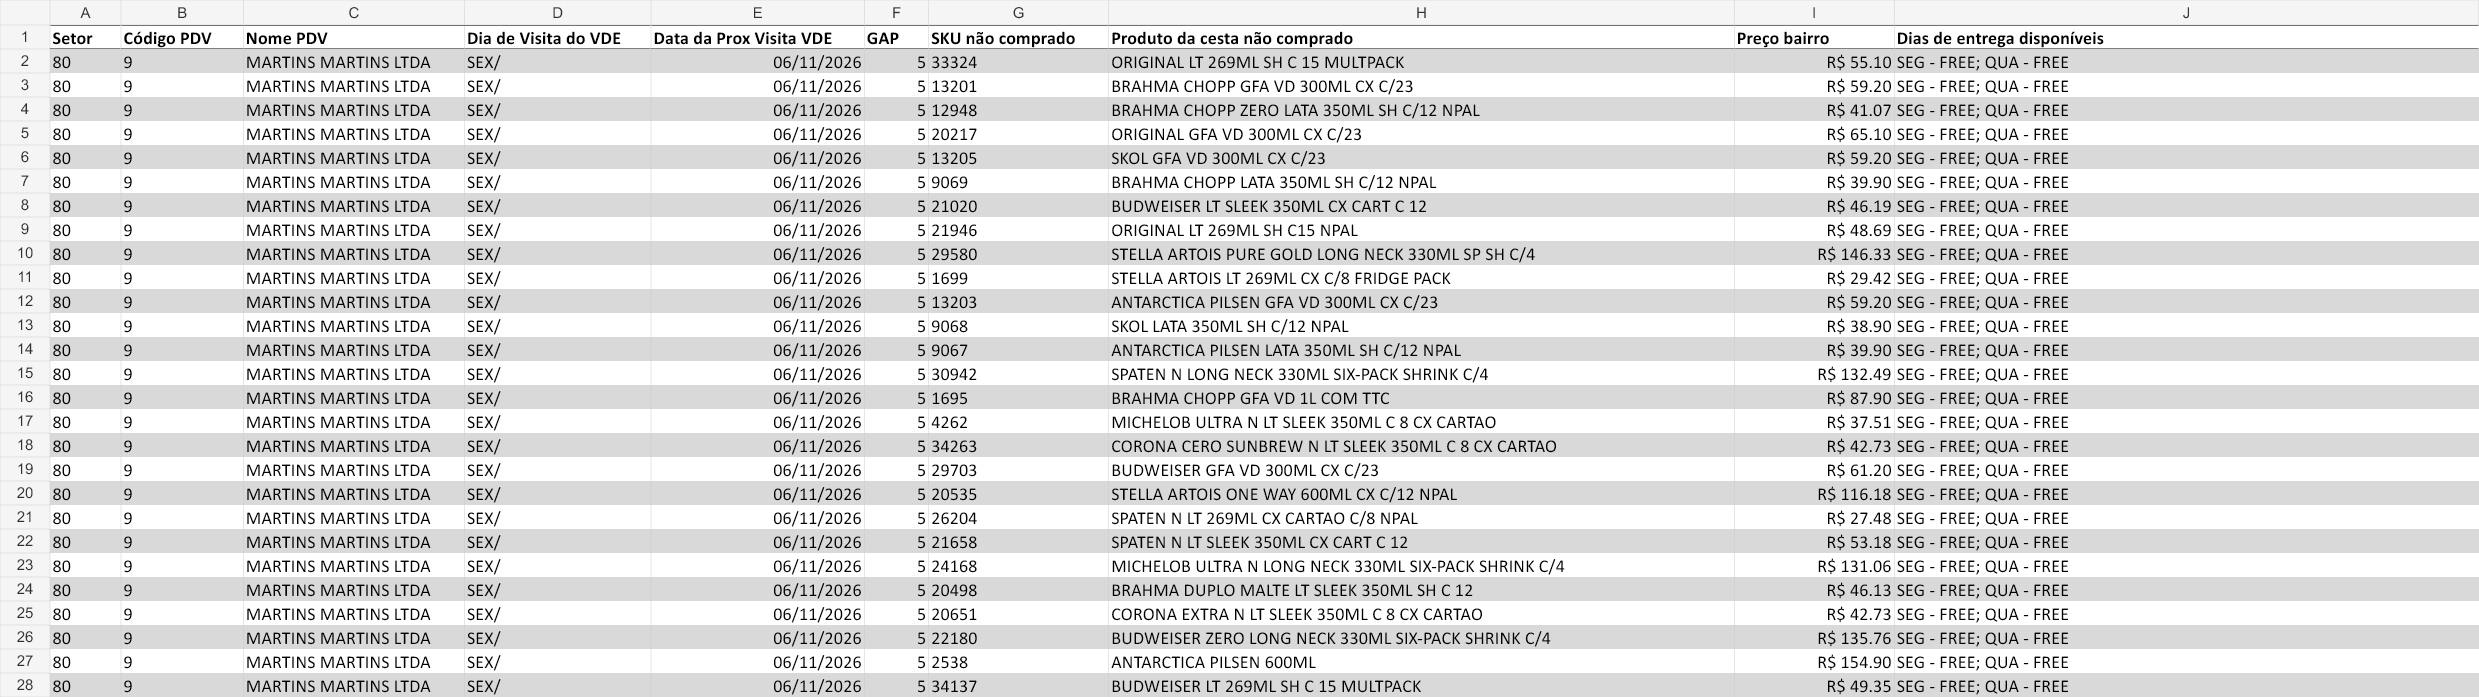 A B C D E F G H I J
1 Setor Código PDV Nome PDV Dia de Visita do VDE Data da Prox Visita VDE GAP SKU não comprado Produto da cesta não comprado Preço bairro Dias de entrega disponíveis
2 80 9 MARTINS MARTINS LTDA SEX/ 06/11/2026 5 33324 ORIGINAL LT 269ML SH C 15 MULTPACK R$ 55.10 SEG - FREE; QUA - FREE
3 80 9 MARTINS MARTINS LTDA SEX/ 06/11/2026 5 13201 BRAHMA CHOPP GFA VD 300ML CX C/23 R$ 59.20 SEG - FREE; QUA - FREE
4 80 9 MARTINS MARTINS LTDA SEX/ 06/11/2026 5 12948 BRAHMA CHOPP ZERO LATA 350ML SH C/12 NPAL R$ 41.07 SEG - FREE; QUA - FREE
5 80 9 MARTINS MARTINS LTDA SEX/ 06/11/2026 5 20217 ORIGINAL GFA VD 300ML CX C/23 R$ 65.10 SEG - FREE; QUA - FREE
6 80 9 MARTINS MARTINS LTDA SEX/ 06/11/2026 5 13205 SKOL GFA VD 300ML CX C/23 R$ 59.20 SEG - FREE; QUA - FREE
7 80 9 MARTINS MARTINS LTDA SEX/ 06/11/2026 5 9069 BRAHMA CHOPP LATA 350ML SH C/12 NPAL R$ 39.90 SEG - FREE; QUA - FREE
8 80 9 MARTINS MARTINS LTDA SEX/ 06/11/2026 5 21020 BUDWEISER LT SLEEK 350ML CX CART C 12 R$ 46.19 SEG - FREE; QUA - FREE
9 80 9 MARTINS MARTINS LTDA SEX/ 06/11/2026 5 21946 ORIGINAL LT 269ML SH C15 NPAL R$ 48.69 SEG - FREE; QUA - FREE
10 80 9 MARTINS MARTINS LTDA SEX/ 06/11/2026 5 29580 STELLA ARTOIS PURE GOLD LONG NECK 330ML SP SH C/4 R$ 146.33 SEG - FREE; QUA - FREE
11 80 9 MARTINS MARTINS LTDA SEX/ 06/11/2026 5 1699 STELLA ARTOIS LT 269ML CX C/8 FRIDGE PACK R$ 29.42 SEG - FREE; QUA - FREE
12 80 9 MARTINS MARTINS LTDA SEX/ 06/11/2026 5 13203 ANTARCTICA PILSEN GFA VD 300ML CX C/23 R$ 59.20 SEG - FREE; QUA - FREE
13 80 9 MARTINS MARTINS LTDA SEX/ 06/11/2026 5 9068 SKOL LATA 350ML SH C/12 NPAL R$ 38.90 SEG - FREE; QUA - FREE
14 80 9 MARTINS MARTINS LTDA SEX/ 06/11/2026 5 9067 ANTARCTICA PILSEN LATA 350ML SH C/12 NPAL R$ 39.90 SEG - FREE; QUA - FREE
15 80 9 MARTINS MARTINS LTDA SEX/ 06/11/2026 5 30942 SPATEN N LONG NECK 330ML SIX-PACK SHRINK C/4 R$ 132.49 SEG - FREE; QUA - FREE
16 80 9 MARTINS MARTINS LTDA SEX/ 06/11/2026 5 1695 BRAHMA CHOPP GFA VD 1L COM TTC R$ 87.90 SEG - FREE; QUA - FREE
17 80 9 MARTINS MARTINS LTDA SEX/ 06/11/2026 5 4262 MICHELOB ULTRA N LT SLEEK 350ML C 8 CX CARTAO R$ 37.51 SEG - FREE; QUA - FREE
18 80 9 MARTINS MARTINS LTDA SEX/ 06/11/2026 5 34263 CORONA CERO SUNBREW N LT SLEEK 350ML C 8 CX CARTAO R$ 42.73 SEG - FREE; QUA - FREE
19 80 9 MARTINS MARTINS LTDA SEX/ 06/11/2026 5 29703 BUDWEISER GFA VD 300ML CX C/23 R$ 61.20 SEG - FREE; QUA - FREE
20 80 9 MARTINS MARTINS LTDA SEX/ 06/11/2026 5 20535 STELLA ARTOIS ONE WAY 600ML CX C/12 NPAL R$ 116.18 SEG - FREE; QUA - FREE
21 80 9 MARTINS MARTINS LTDA SEX/ 06/11/2026 5 26204 SPATEN N LT 269ML CX CARTAO C/8 NPAL R$ 27.48 SEG - FREE; QUA - FREE
22 80 9 MARTINS MARTINS LTDA SEX/ 06/11/2026 5 21658 SPATEN N LT SLEEK 350ML CX CART C 12 R$ 53.18 SEG - FREE; QUA - FREE
23 80 9 MARTINS MARTINS LTDA SEX/ 06/11/2026 5 24168 MICHELOB ULTRA N LONG NECK 330ML SIX-PACK SHRINK C/4 R$ 131.06 SEG - FREE; QUA - FREE
24 80 9 MARTINS MARTINS LTDA SEX/ 06/11/2026 5 20498 BRAHMA DUPLO MALTE LT SLEEK 350ML SH C 12 R$ 46.13 SEG - FREE; QUA - FREE
25 80 9 MARTINS MARTINS LTDA SEX/ 06/11/2026 5 20651 CORONA EXTRA N LT SLEEK 350ML C 8 CX CARTAO R$ 42.73 SEG - FREE; QUA - FREE
26 80 9 MARTINS MARTINS LTDA SEX/ 06/11/2026 5 22180 BUDWEISER ZERO LONG NECK 330ML SIX-PACK SHRINK C/4 R$ 135.76 SEG - FREE; QUA - FREE
27 80 9 MARTINS MARTINS LTDA SEX/ 06/11/2026 5 2538 ANTARCTICA PILSEN 600ML R$ 154.90 SEG - FREE; QUA - FREE
28 80 9 MARTINS MARTINS LTDA SEX/ 06/11/2026 5 34137 BUDWEISER LT 269ML SH C 15 MULTPACK R$ 49.35 SEG - FREE; QUA - FREE